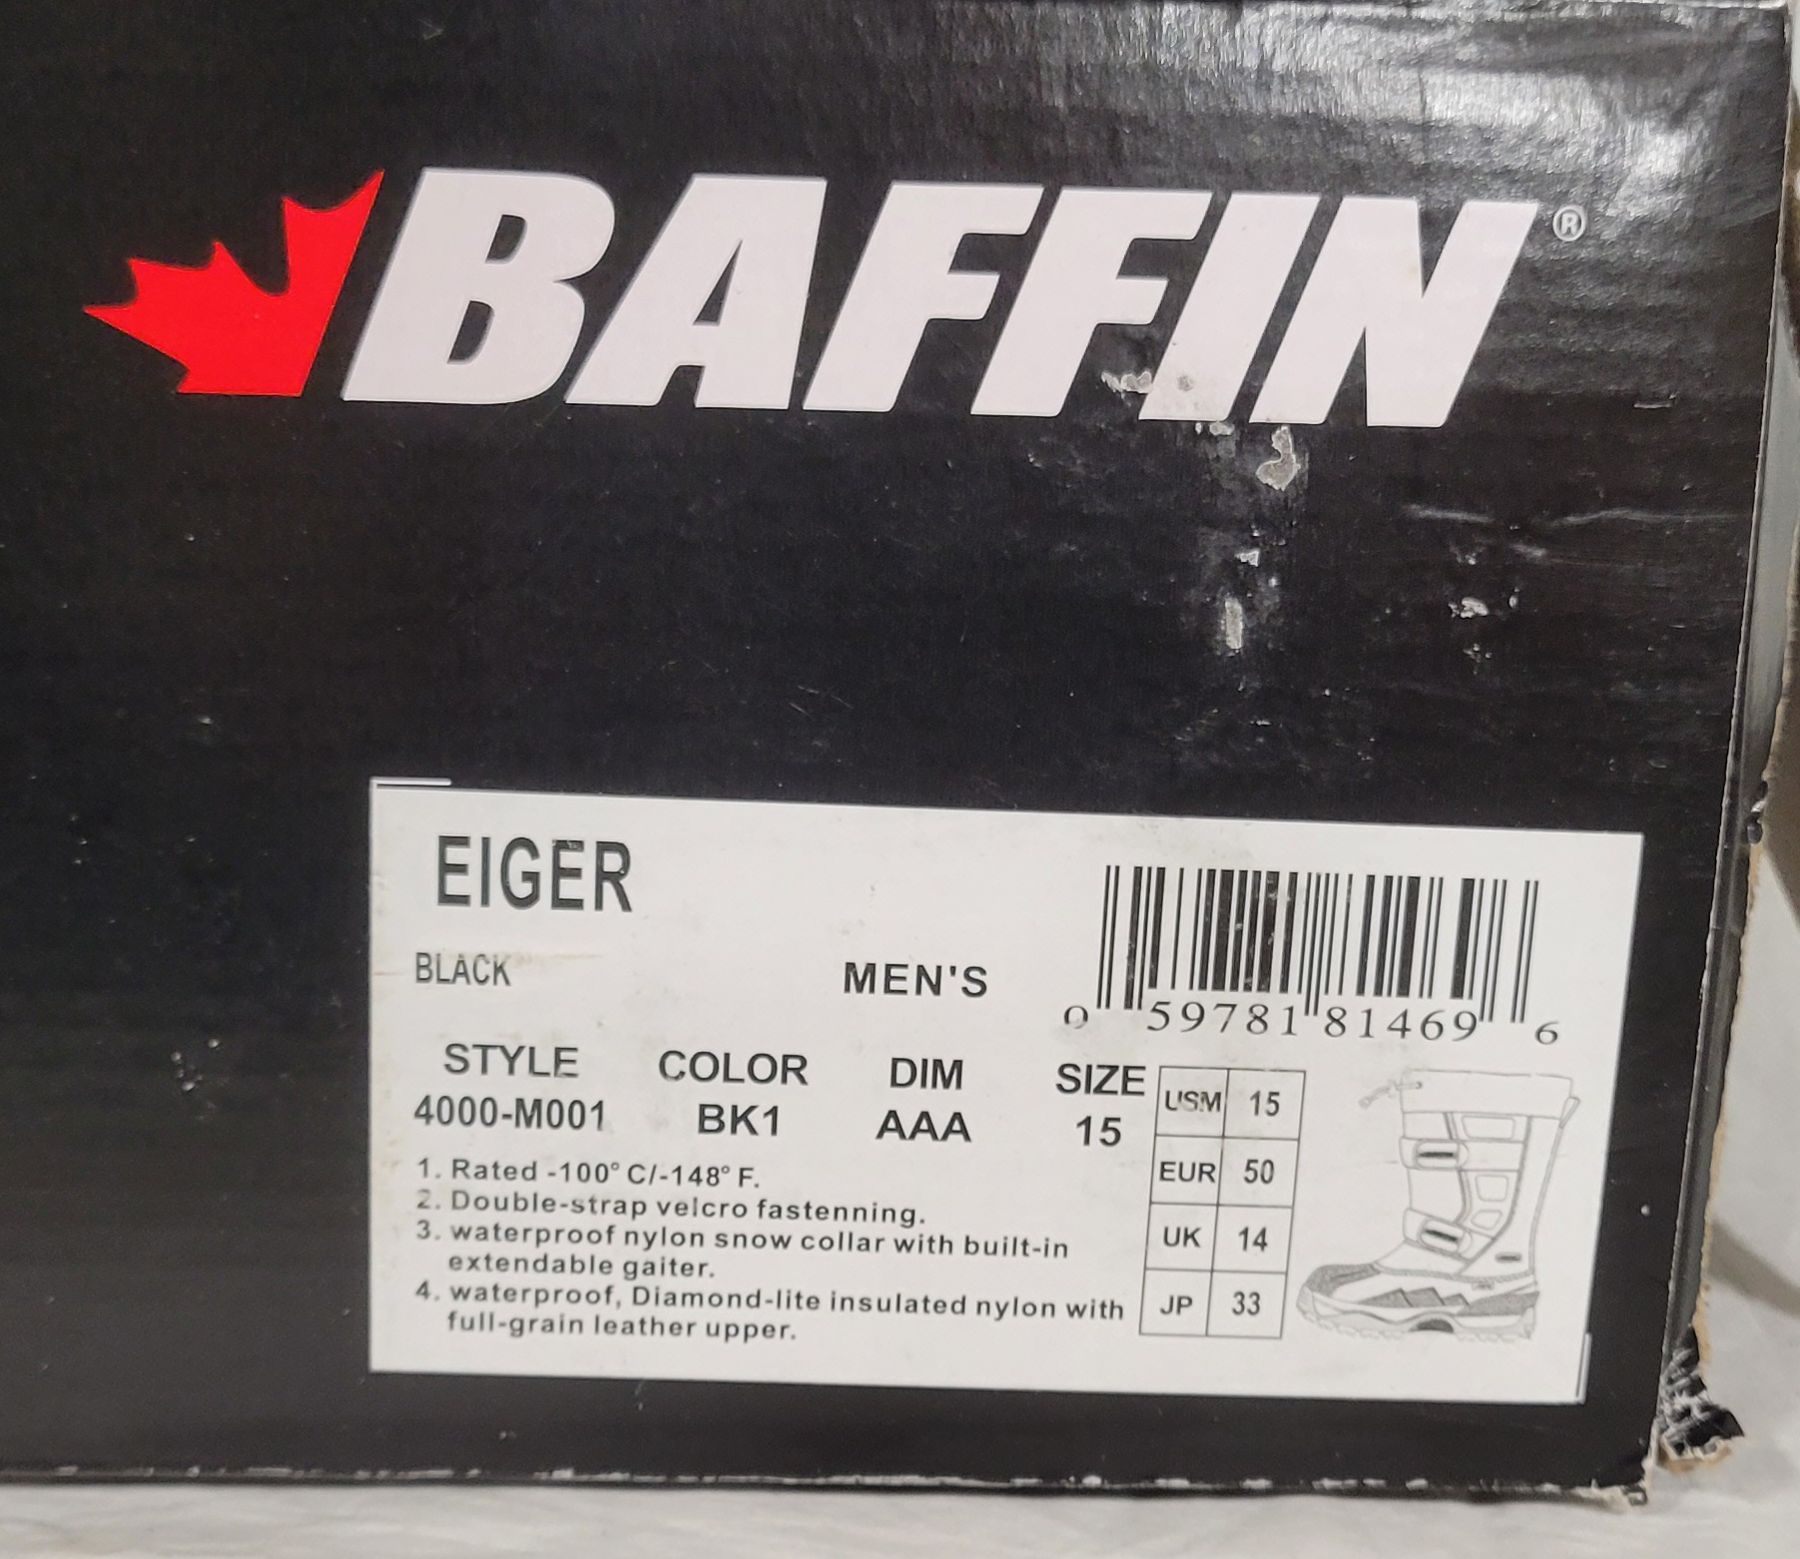 BAFFIN®
EIGER
BLACK MEN'S
0 59781 81469 6
STYLE COLOR DIM SIZE
4000-M001 BK1 AAA 15
USM 15
EUR 50
UK 14
JP 33
1. Rated -100° C/-148° F.
2. Double-strap velcro fastenning.
3. waterproof nylon snow collar with built-in
extendable gaiter.
4. waterproof, Diamond-lite insulated nylon with
full-grain leather upper.